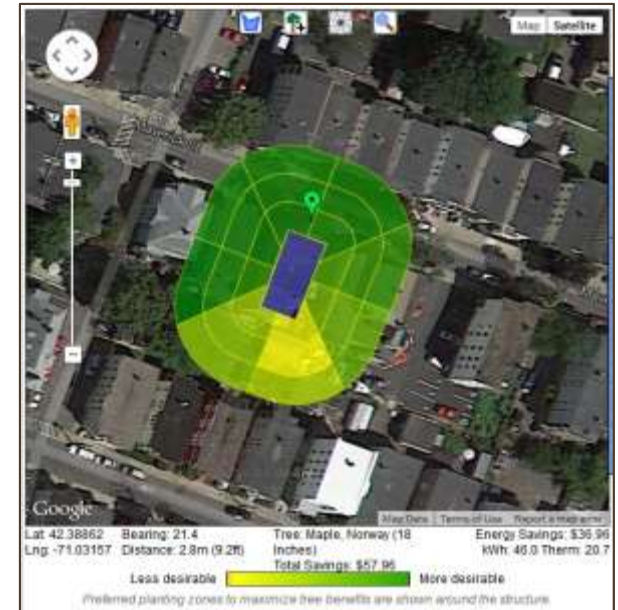 Map Satellite
Google
Map Data Terms of Use Report a map error
Lat 42.38862 Bearing: 21.4 Tree: Maple, Norway (18 Energy Savings: $36.96
Lng: -71.03157 Distance: 2.8m (9.2ft) Inches) kWh: 46.0 Therm: 20.7
Total Savings: $57.96
Less desirable More desirable
Preferred planting zones to maximize tree benefits are shown around the structure.